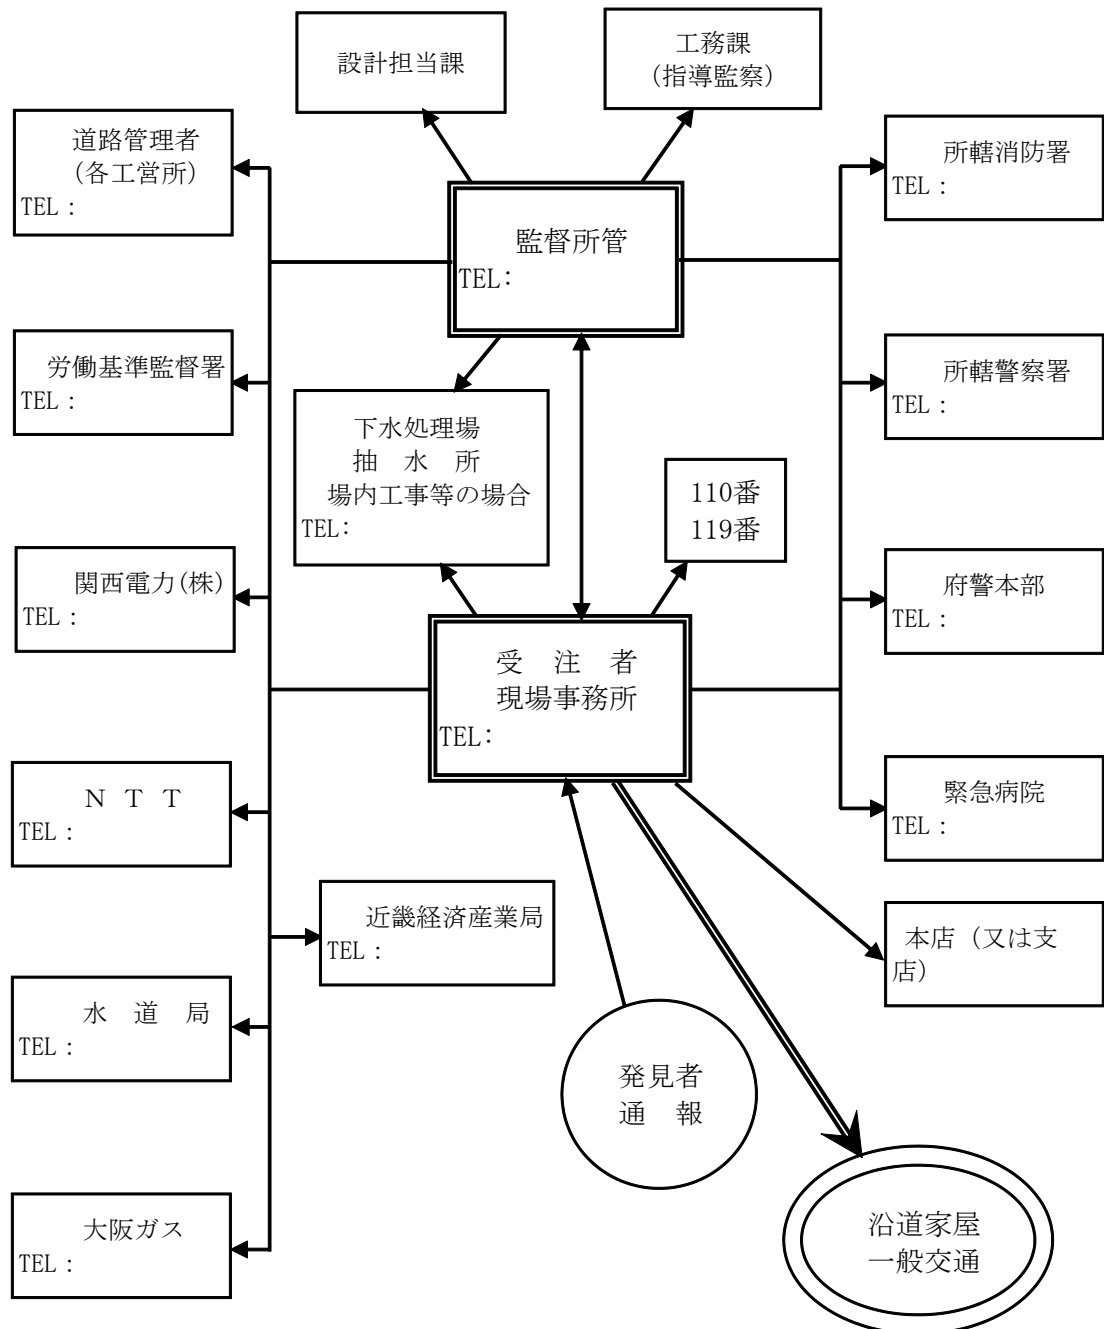 設計担当課
工務課
(指導監察)
道路管理者
(各工営所)
TEL:
所轄消防署
TEL:
監督所管
TEL:
労働基準監督署
TEL:
所轄警察署
TEL:
下水処理場
抽 水 所
場内工事等の場合
TEL:
110番
119番
関西電力(株)
TEL:
府警本部
TEL:
受 注 者
現場事務所
TEL:
N T T
TEL:
緊急病院
TEL:
近畿経済産業局
TEL:
本店(又は支
店)
水 道 局
TEL:
発見者
通 報
大阪ガス
TEL:
沿道家屋
一般交通